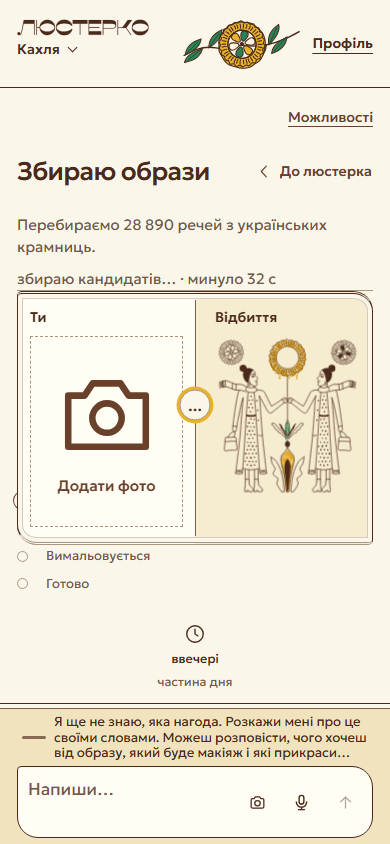 ЛЮСТЕРКО
Кахля
Профіль
Можливості
Збираю образи
До люстерка
Перебираємо 28 890 речей з українських
крамниць.
збираю кандидатів… · минуло 32 с
Ти
Відбиття
...
Додати фото
Вимальовується
Готово
ввечері
частина дня
Я ще не знаю, яка нагода. Розкажи мені про це
своїми словами. Можеш розповісти, чого хочеш
від образу, який буде макіяж і які прикраси…
Напиши…